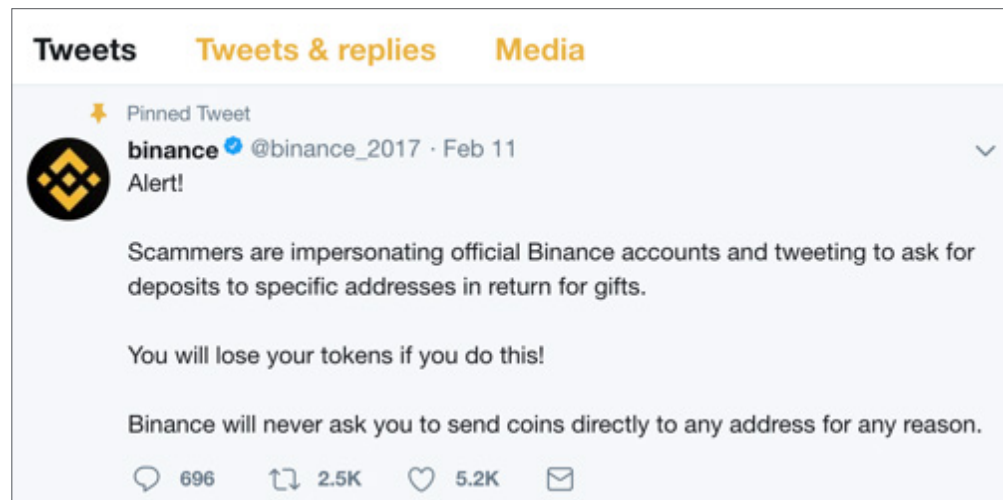 Tweets Tweets & replies Media
Pinned Tweet
binance @binance_2017 · Feb 11
Alert!
Scammers are impersonating official Binance accounts and tweeting to ask for
deposits to specific addresses in return for gifts.
You will lose your tokens if you do this!
Binance will never ask you to send coins directly to any address for any reason.
696 2.5K 5.2K